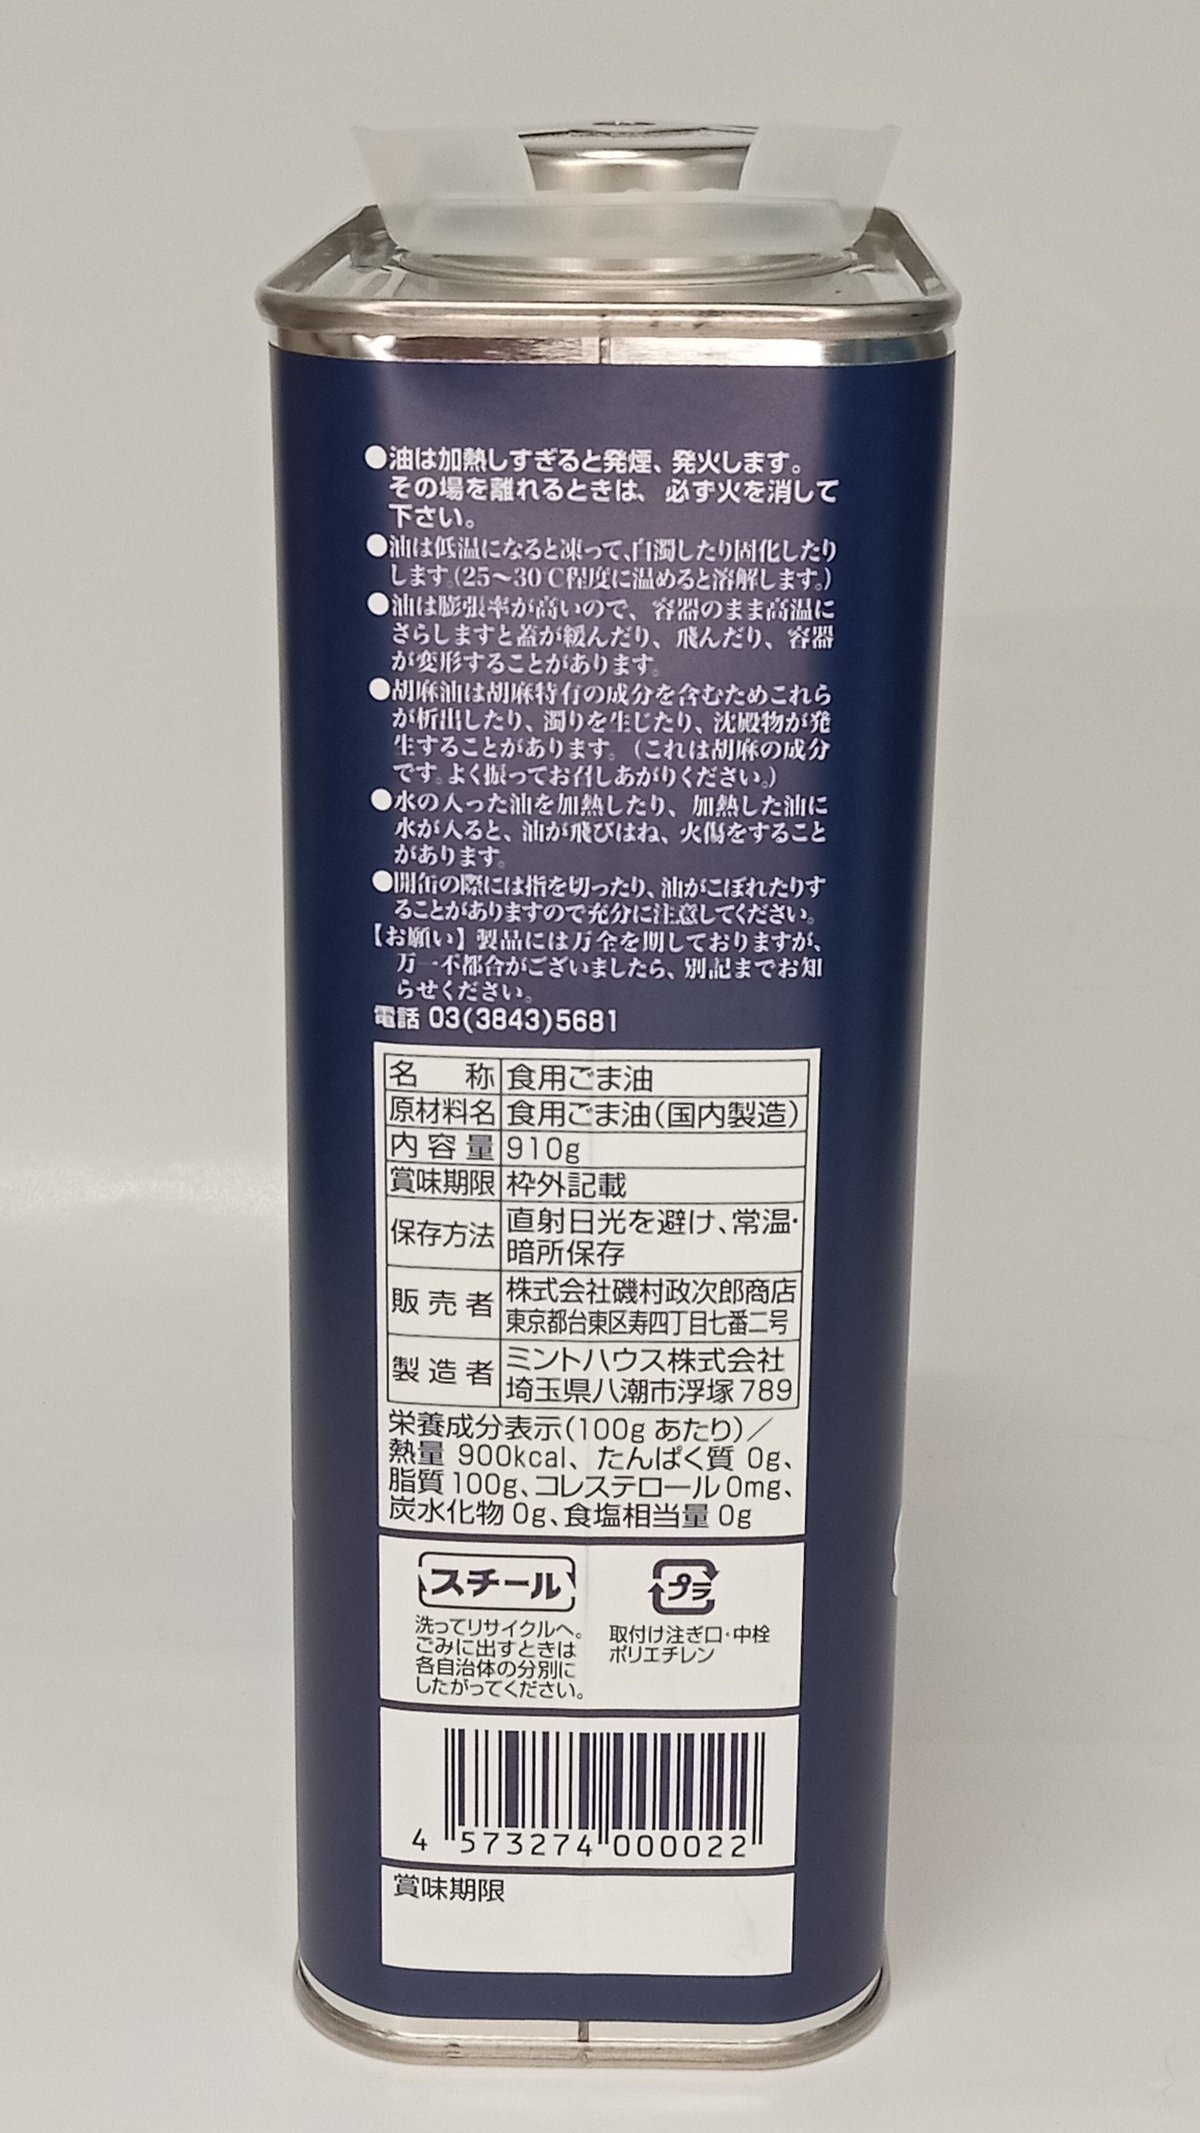 ●油は加熱しすぎると発煙、発火します。
その場を離れるときは、必ず火を消して
下さい。
●油は低温になると凍って、白濁したり固化したり
します。(25〜30℃程度に温めると溶解します。)
●油は膨張率が高いので、容器のまま高温に
さらしますと蓋が緩んだり、飛んだり、容器
が変形することがあります。
●胡麻油は胡麻特有の成分を含むためこれら
が析出したり、濁りを生じたり、沈殿物が発
生することがあります。(これは胡麻の成分
です。よく振ってお召しあがりください。)
●水の入った油を加熱したり、加熱した油に
水が入ると、油が飛びはね、火傷をすること
があります。
●開缶の際には指を切ったり、油がこぼれたりす
ることがありますので充分に注意してください。
【お願い】製品には万全を期しておりますが、
万一不都合がございましたら、別記までお知
らせください。
電話 03(3843)5681
名称 食用ごま油
原材料名 食用ごま油(国内製造)
内容量 910g
賞味期限 枠外記載
保存方法 直射日光を避け、常温・
暗所保存
販売者 株式会社磯村政次郎商店
東京都台東区寿四丁目七番二号
製造者 ミントハウス株式会社
埼玉県八潮市浮塚789
栄養成分表示(100gあたり)/
熱量 900kcal、たんぱく質 0g、
脂質100g、コレステロール0mg、
炭水化物0g、食塩相当量 0g
スチール
洗ってリサイクルへ。
ごみに出すときは
各自治体の分別に
したがってください。
プラ
取付け注ぎ口・中栓
ポリエチレン
4 573274 000022
賞味期限